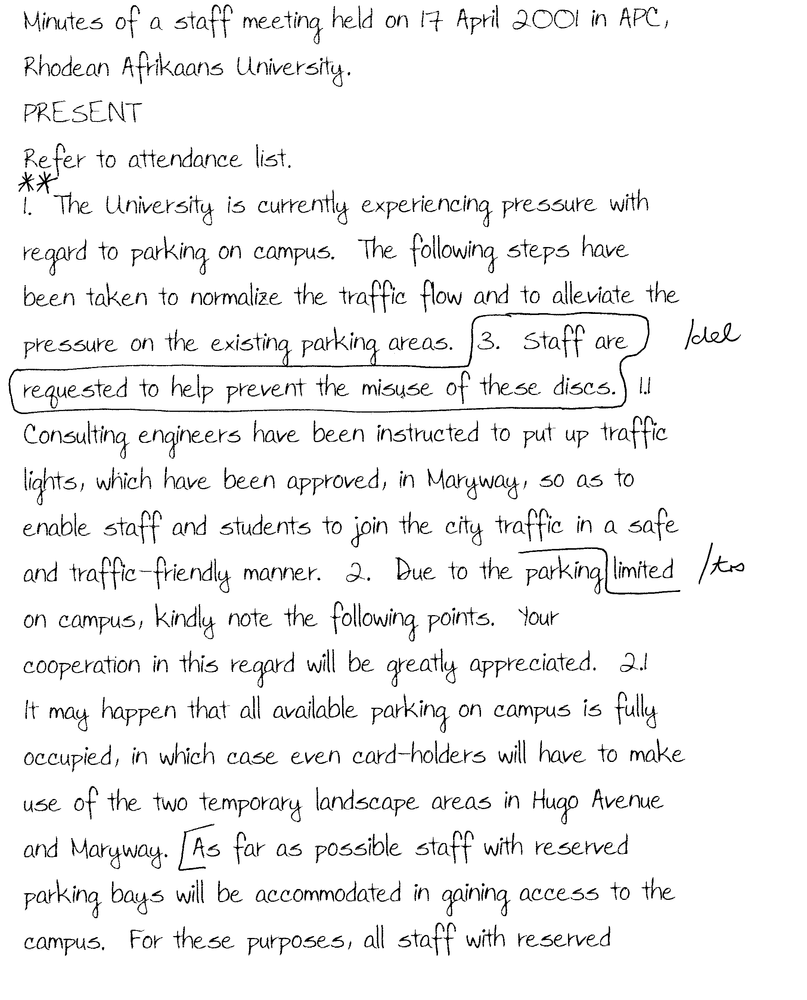 Minutes of a staff meeting held on 17 April 2001 in APC,
Rhodean Afrikaans University.
PRESENT
Refer to attendance list.
**
1. The University is currently experiencing pressure with
regard to parking on campus. The following steps have
been taken to normalize the traffic flow and to alleviate the
pressure on the existing parking areas. 3. Staff are /del
requested to help prevent the misuse of these discs. 1.1
Consulting engineers have been instructed to put up traffic
lights, which have been approved, in Maryway, so as to
enable staff and students to join the city traffic in a safe
and traffic-friendly manner. 2. Due to the parking limited /trs
on campus, kindly note the following points. Your
cooperation in this regard will be greatly appreciated. 2.1
It may happen that all available parking on campus is fully
occupied, in which case even card-holders will have to make
use of the two temporary landscape areas in Hugo Avenue
and Maryway. [As far as possible staff with reserved
parking bays will be accommodated in gaining access to the
campus. For these purposes, all staff with reserved